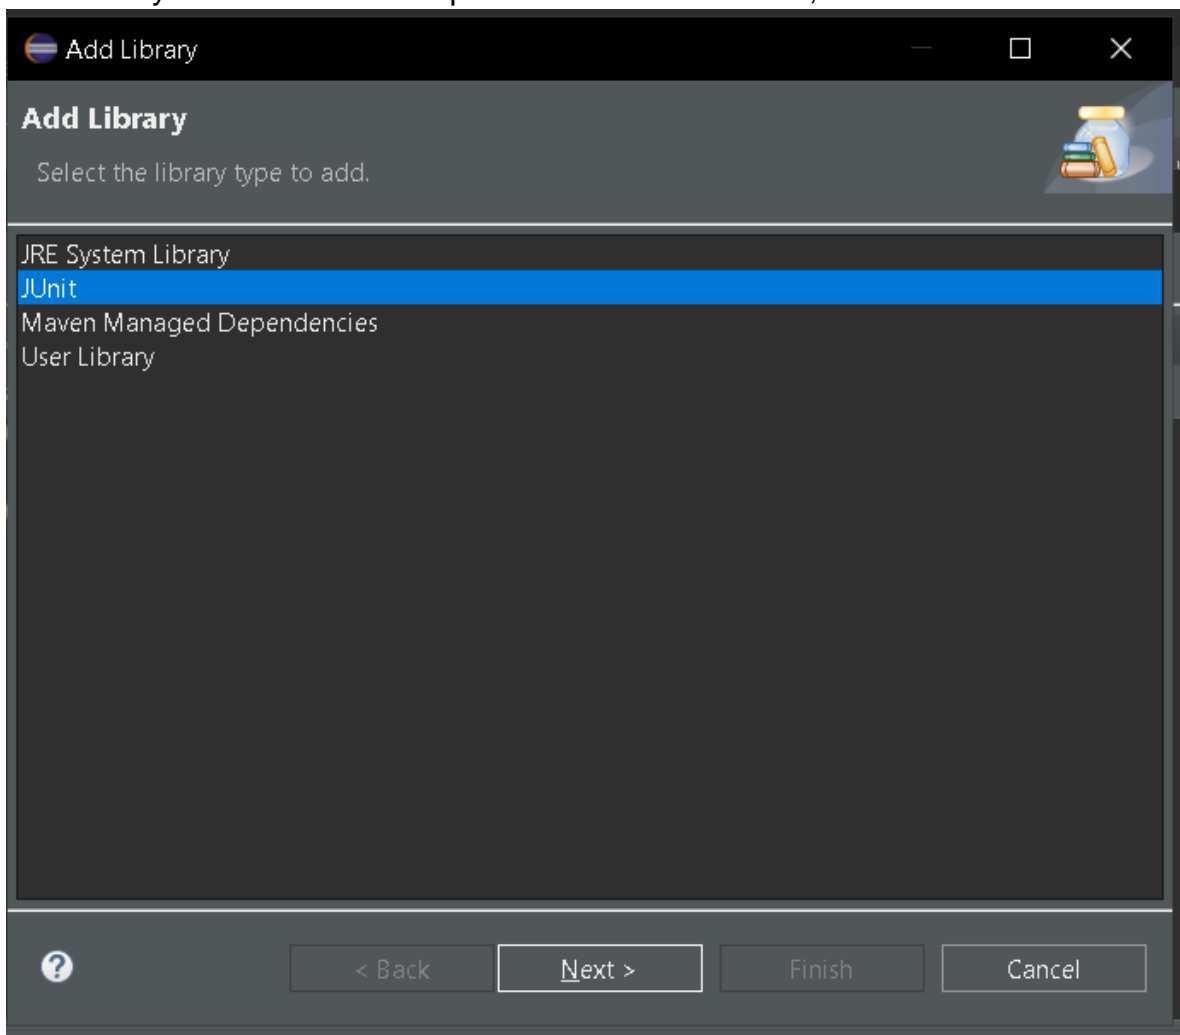 Add Library
Add Library
Select the library type to add.
JRE System Library
JUnit
Maven Managed Dependencies
User Library
?
< Back
Next >
Finish
Cancel